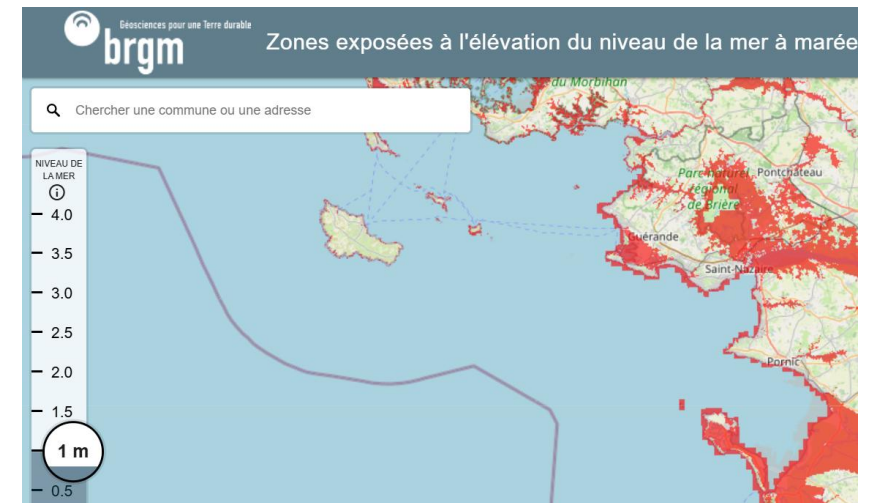 Géosciences pour une Terre durable
brgm
Zones exposées à l'élévation du niveau de la mer à marée
du Morbihan
Chercher une commune ou une adresse
NIVEAU DE
LA MER
4.0
3.5
3.0
2.5
2.0
1.5
1 m
0.5
Parc naturel
régional
de Brière
Pontchâteau
Guérande
Saint-Nazaire
Pornic